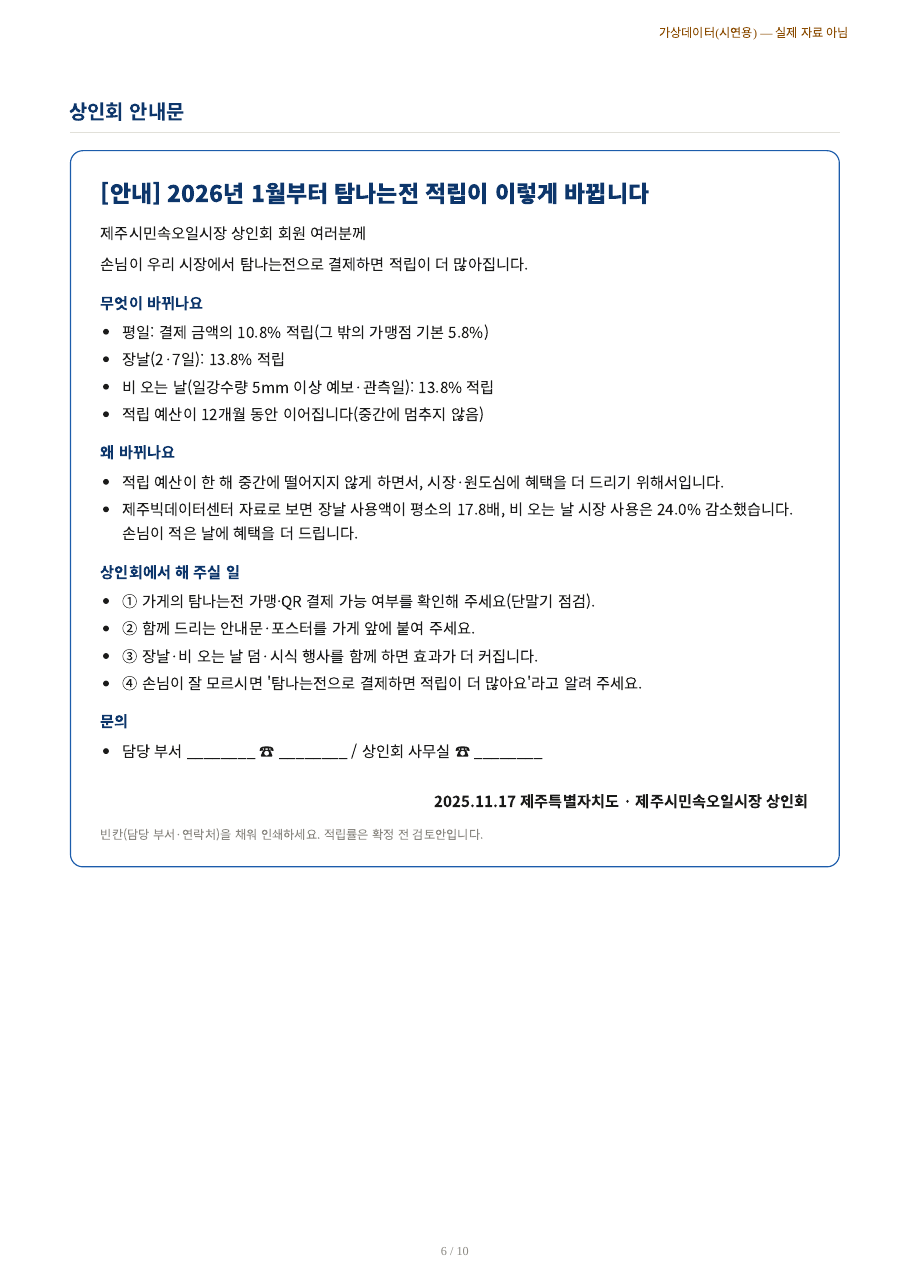 가상데이터(시연용) — 실제 자료 아님
상인회 안내문
[안내] 2026년 1월부터 탐나는전 적립이 이렇게 바뀝니다
제주시민속오일시장 상인회 회원 여러분께
손님이 우리 시장에서 탐나는전으로 결제하면 적립이 더 많아집니다.
무엇이 바뀌나요
• 평일: 결제 금액의 10.8% 적립(그 밖의 가맹점 기본 5.8%)
• 장날(2·7일): 13.8% 적립
• 비 오는 날(일강수량 5mm 이상 예보·관측일): 13.8% 적립
• 적립 예산이 12개월 동안 이어집니다(중간에 멈추지 않음)
왜 바뀌나요
• 적립 예산이 한 해 중간에 떨어지지 않게 하면서, 시장·원도심에 혜택을 더 드리기 위해서입니다.
• 제주빅데이터센터 자료로 보면 장날 사용액이 평소의 17.8배, 비 오는 날 시장 사용은 24.0% 감소했습니다.
손님이 적은 날에 혜택을 더 드립니다.
상인회에서 해 주실 일
• ① 가게의 탐나는전 가맹·QR 결제 가능 여부를 확인해 주세요(단말기 점검).
• ② 함께 드리는 안내문·포스터를 가게 앞에 붙여 주세요.
• ③ 장날·비 오는 날 덤·시식 행사를 함께 하면 효과가 더 커집니다.
• ④ 손님이 잘 모르시면 '탐나는전으로 결제하면 적립이 더 많아요'라고 알려 주세요.
문의
• 담당 부서 ________ ☎ ________ / 상인회 사무실 ☎ ________
2025.11.17 제주특별자치도 · 제주시민속오일시장 상인회
빈칸(담당 부서·연락처)을 채워 인쇄하세요. 적립률은 확정 전 검토안입니다.
6 / 10